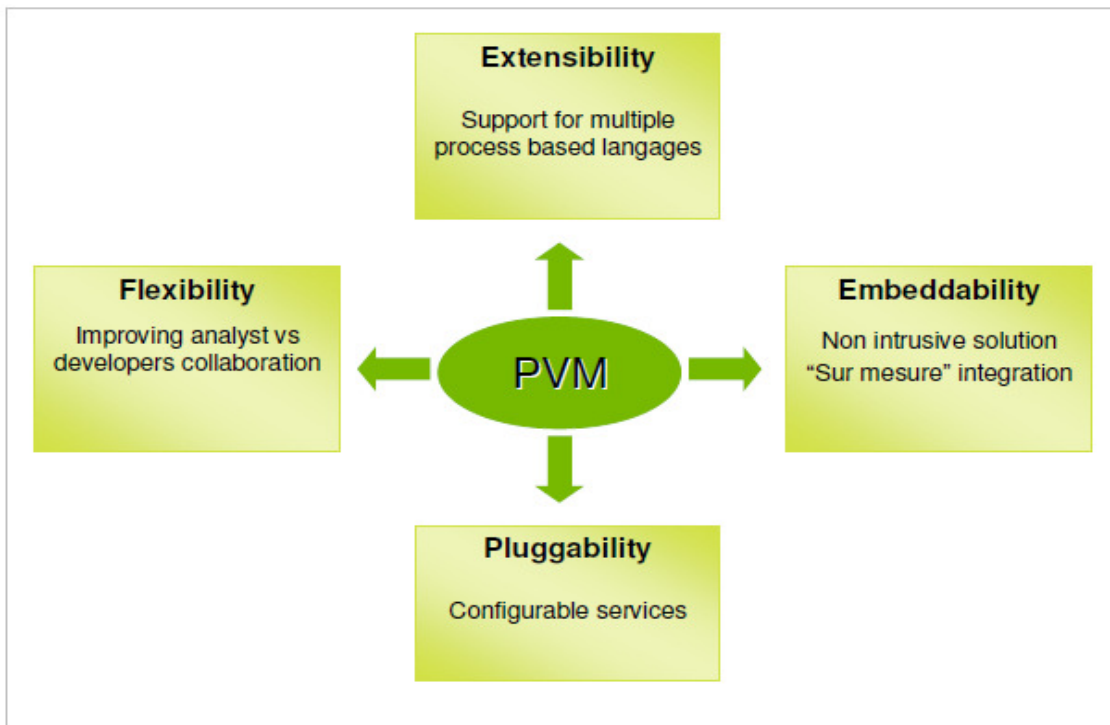 Extensibility
Support for multiple
process based langages
Flexibility
Improving analyst vs
developers collaboration
PVM
Embeddability
Non intrusive solution
“Sur mesure” integration
Pluggability
Configurable services